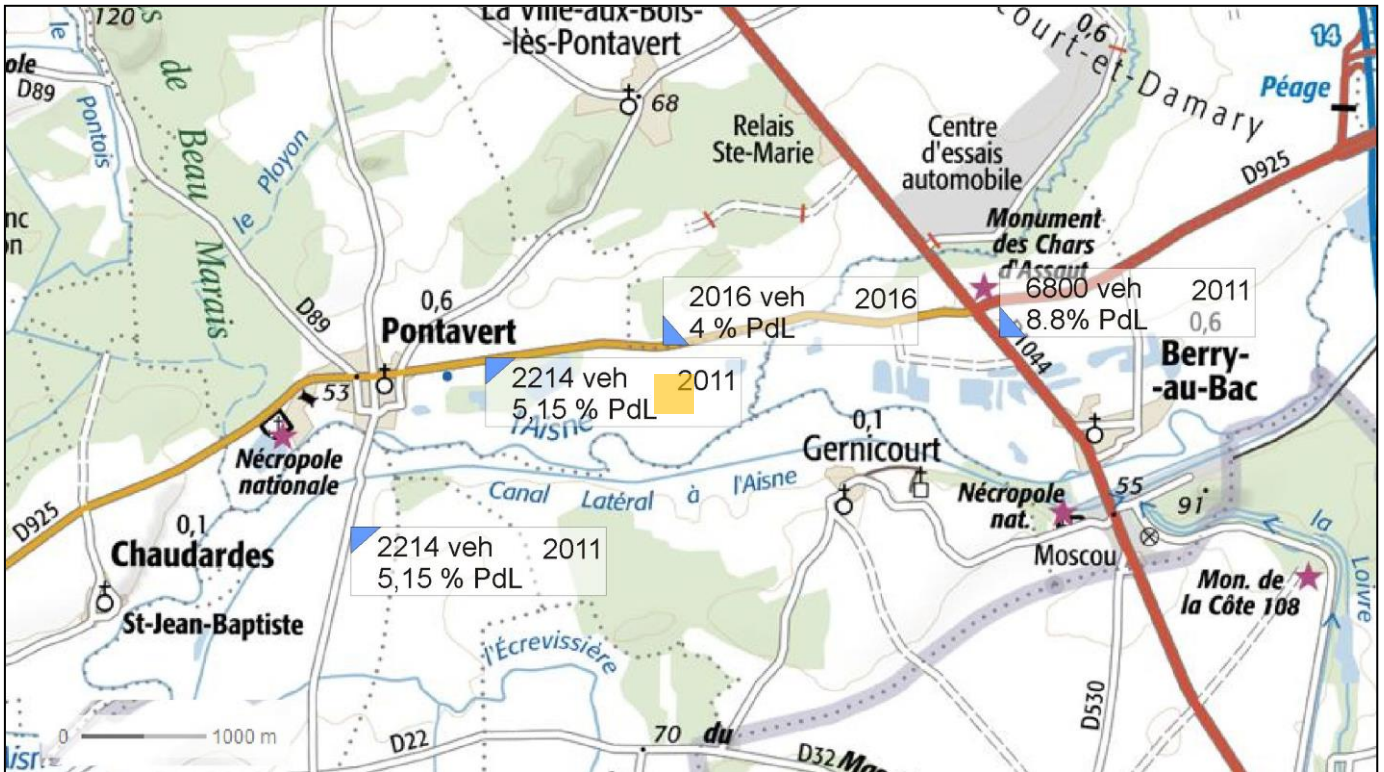 120
s
de
Beau
Marais
le
Pontois
ole
D89
nc
on
le Ployon
La Ville-aux-Bois-
-lès-Pontavert
68
Relais
Ste-Marie
Centre
d'essais
automobile
0,6
court-et-Damary
14
Péage
D925
Monument
des Chars
d'Assaut
D89
0,6
Pontavert
53
2016 veh 2016
4 % PdL
6800 veh 2011
8.8% PdL 0,6
2214 veh 2011
5,15 % PdL
l'Aisne
1044
Berry-
-au-Bac
0,1
Gernicourt
Nécropole
nationale
Canal Latéral à l'Aisne
Nécropole
nat.
55
91
Moscou
la Loivre
D925
0,1
Chaudardes
St-Jean-Baptiste
2214 veh 2011
5,15 % PdL
Mon. de
la Côte 108
l'Écrevissière
D530
0 1000 m
D22
70
du
D32